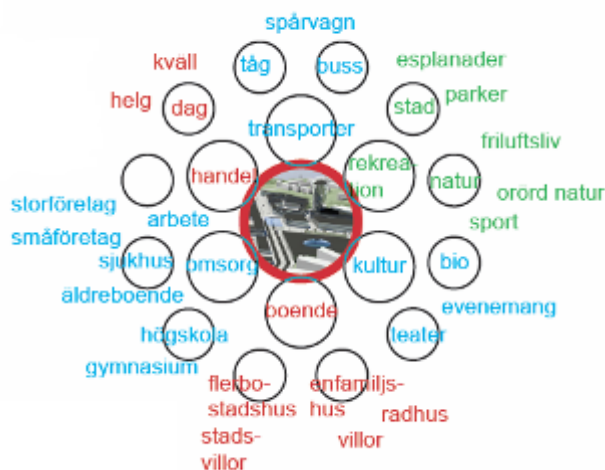 spårvagn
kväll
tåg
buss
esplanader
helg
dag
stad
parker
transporter
friluftsliv
handel
rekrea-
tion
natur
orörd natur
storföretag
arbete
sport
småföretag
sjukhus
omsorg
kultur
bio
äldreboende
evenemang
boende
högskola
teater
gymnasium
flerbo-
stadshus
stads-
villor
enfamiljs-
hus
radhus
villor